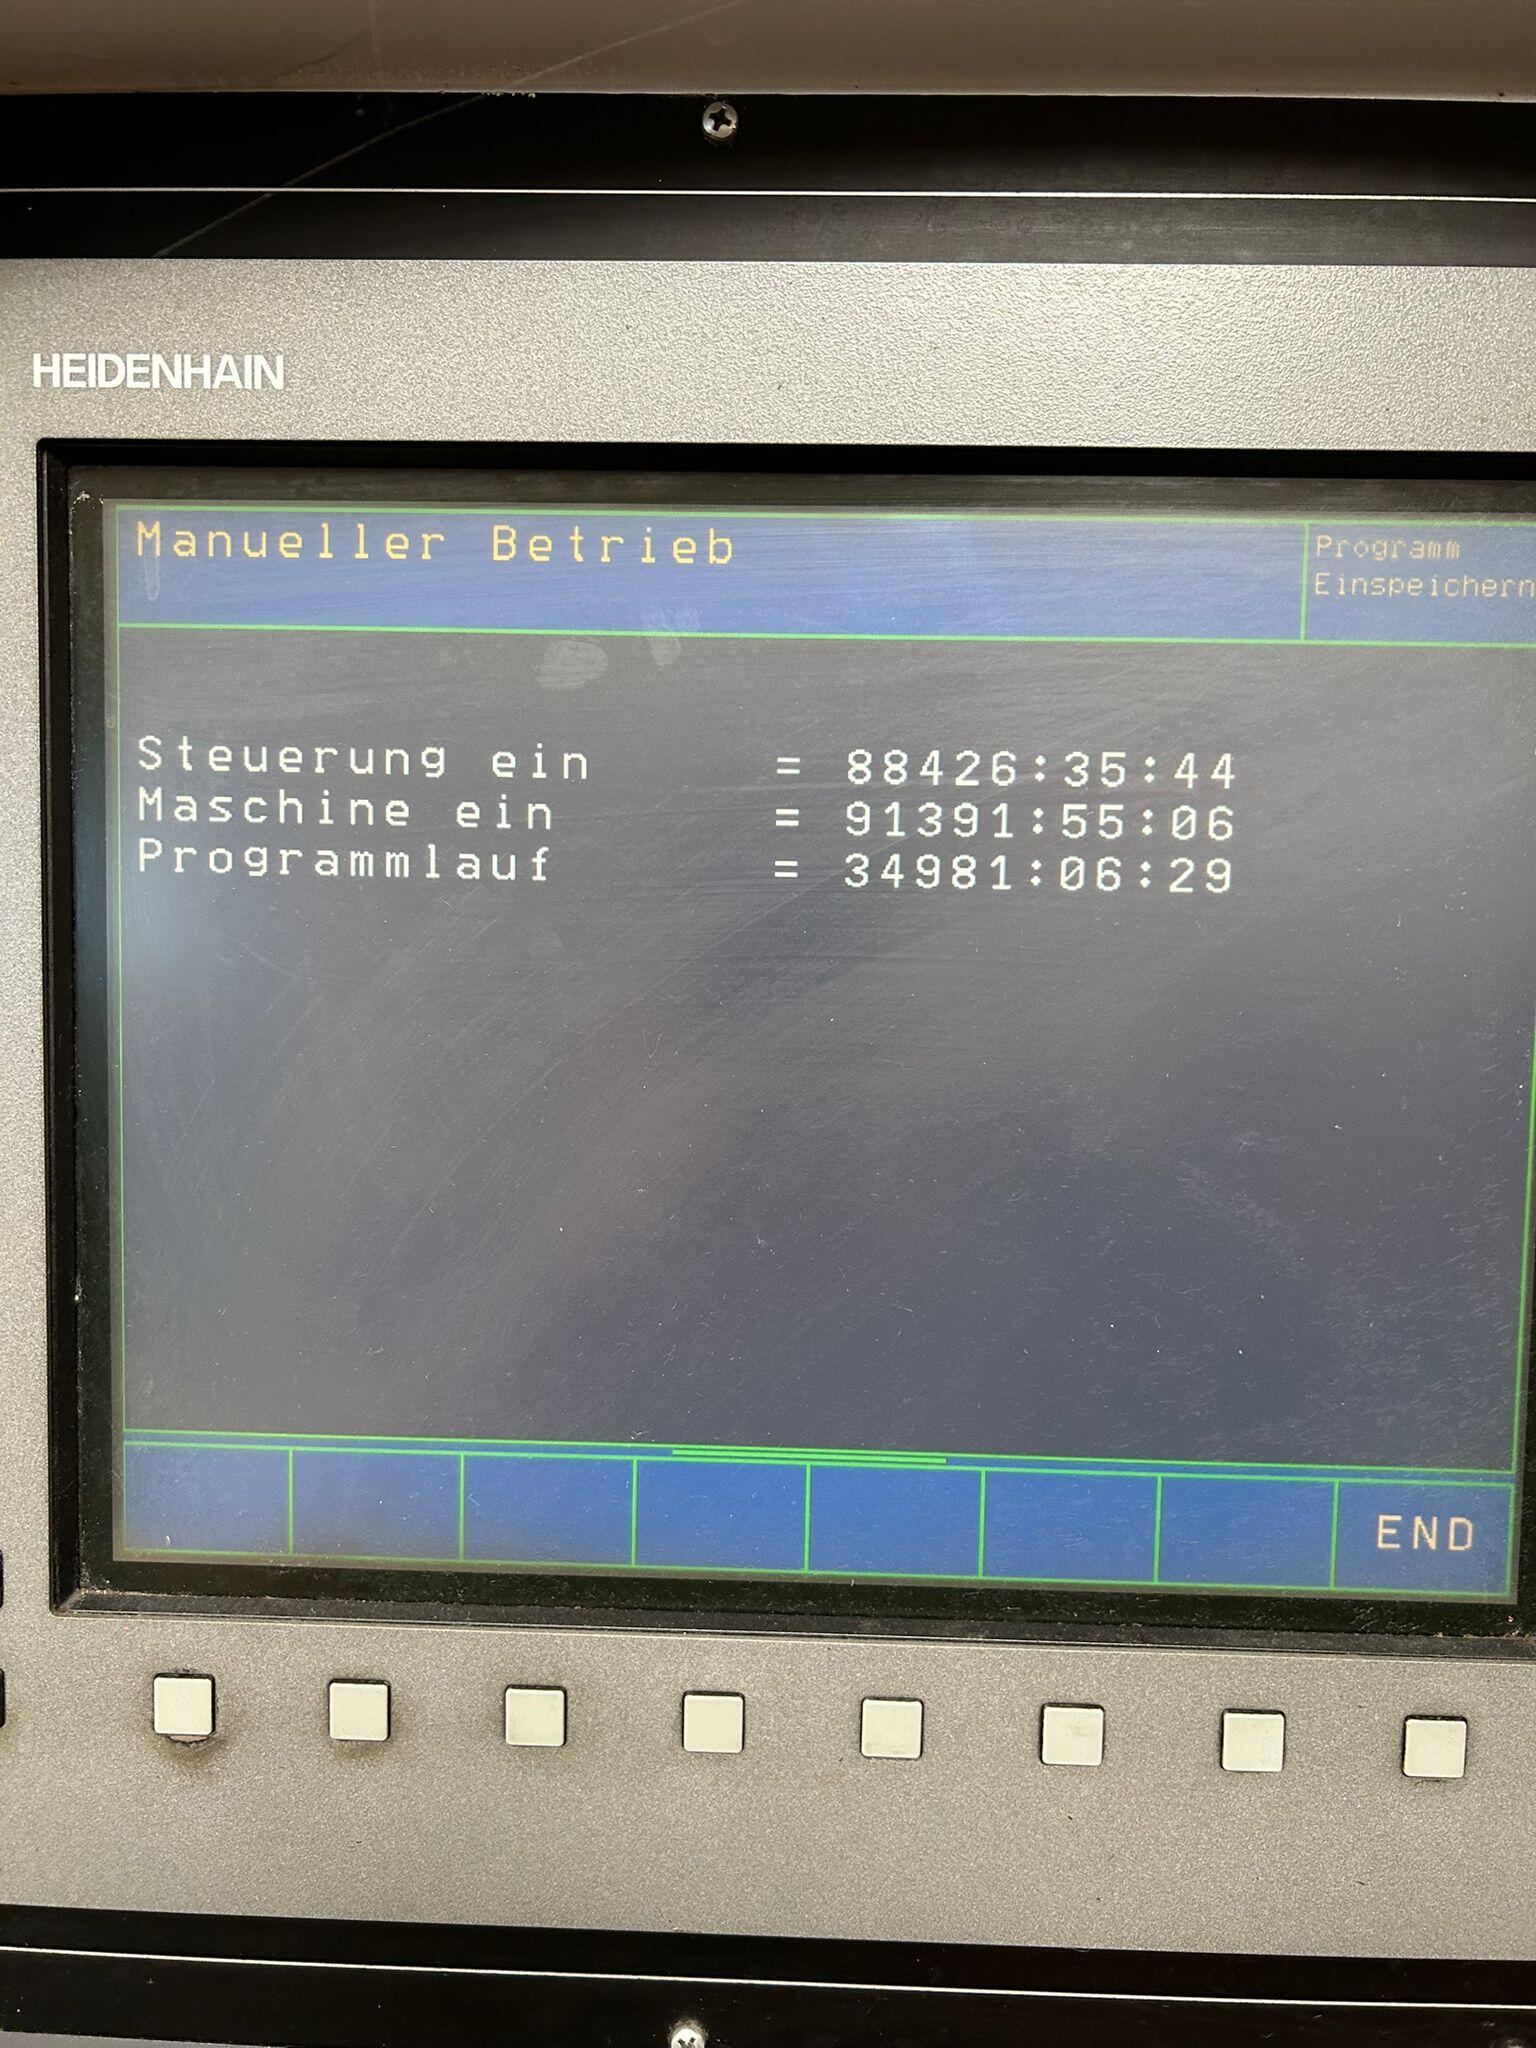 HEIDENHAIN
Manueller Betrieb
Programm
Einspeichern
Steuerung ein = 88426:35:44
Maschine ein = 91391:55:06
Programmlauf = 34981:06:29
END